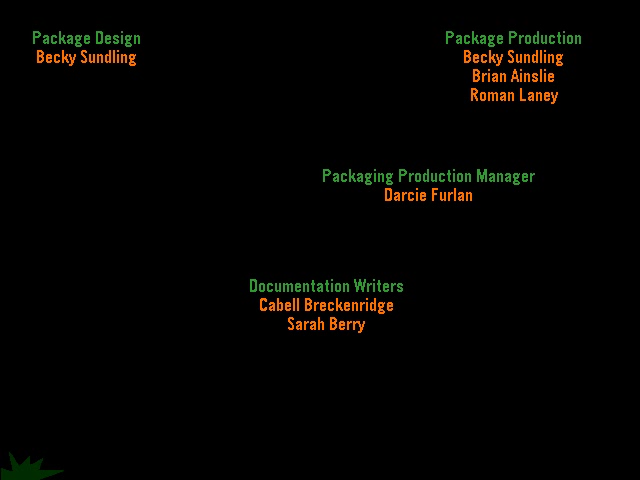 Package Design
Becky Sundling
Package Production
Becky Sundling
Brian Ainslie
Roman Laney
Packaging Production Manager
Darcie Furlan
Documentation Writers
Cabell Breckenridge
Sarah Berry